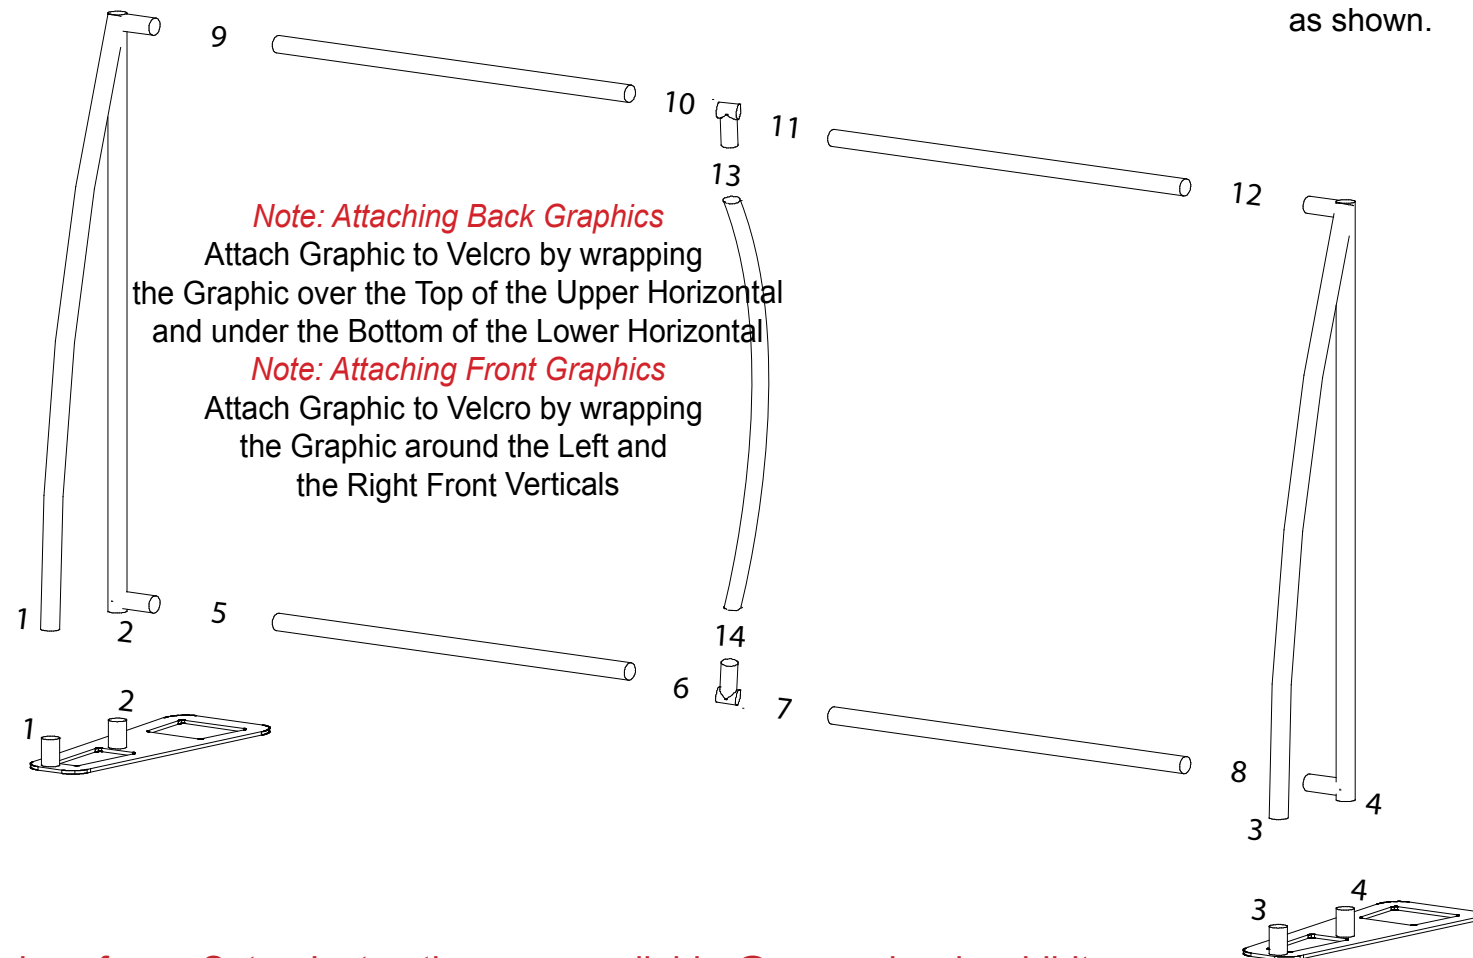 as shown.
9
10
11
13
12
Note: Attaching Back Graphics
Attach Graphic to Velcro by wrapping
the Graphic over the Top of the Upper Horizontal
and under the Bottom of the Lower Horizontal
Note: Attaching Front Graphics
Attach Graphic to Velcro by wrapping
the Graphic around the Left and
the Right Front Verticals
1
2
5
14
6
7
8
4
3
1
2
3
4